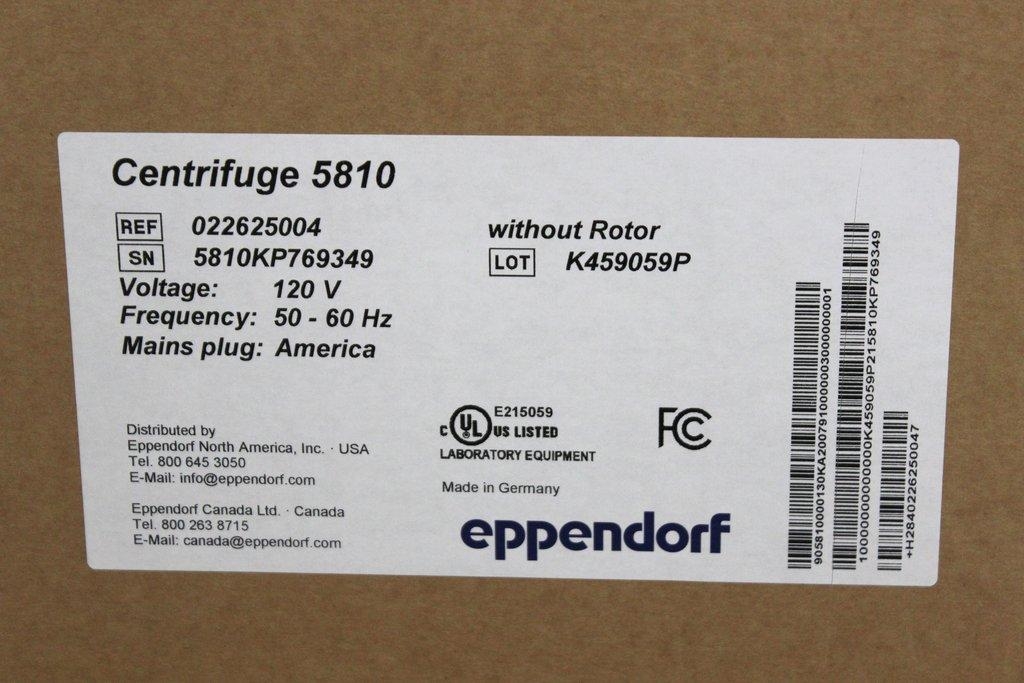 Centrifuge 5810
REF 022625004
without Rotor
SN 5810KP769349
LOT K459059P
Voltage: 120 V
Frequency: 50 - 60 Hz
Mains plug: America
Distributed by
Eppendorf North America, Inc. · USA
Tel. 800 645 3050
E-Mail: info@eppendorf.com
Eppendorf Canada Ltd. · Canada
Tel. 800 263 8715
E-Mail: canada@eppendorf.com
E215059
C UL US LISTED
LABORATORY EQUIPMENT
FC
Made in Germany
eppendorf
+H2840226250047